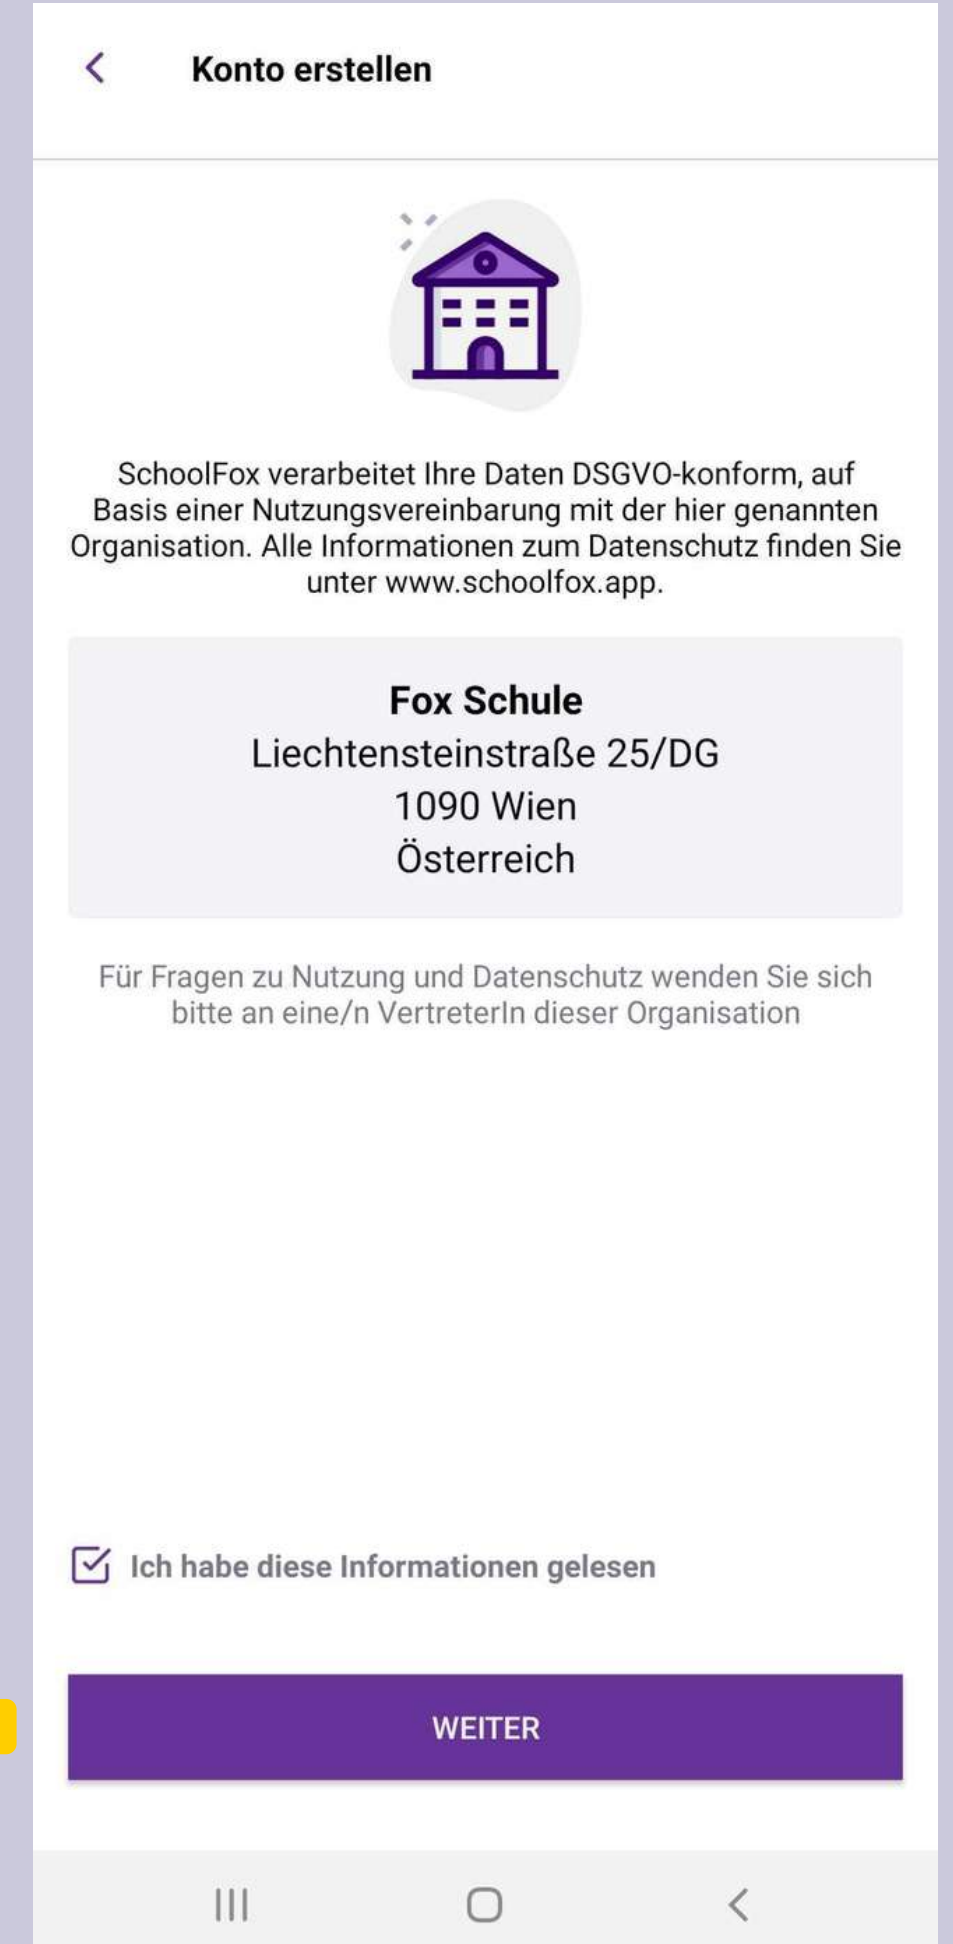 Konto erstellen
SchoolFox verarbeitet Ihre Daten DSGVO-konform, auf
Basis einer Nutzungsvereinbarung mit der hier genannten
Organisation. Alle Informationen zum Datenschutz finden Sie
unter www.schoolfox.app.
Fox Schule
Liechtensteinstraße 25/DG
1090 Wien
Österreich
Für Fragen zu Nutzung und Datenschutz wenden Sie sich
bitte an eine/n VertreterIn dieser Organisation
Ich habe diese Informationen gelesen
WEITER